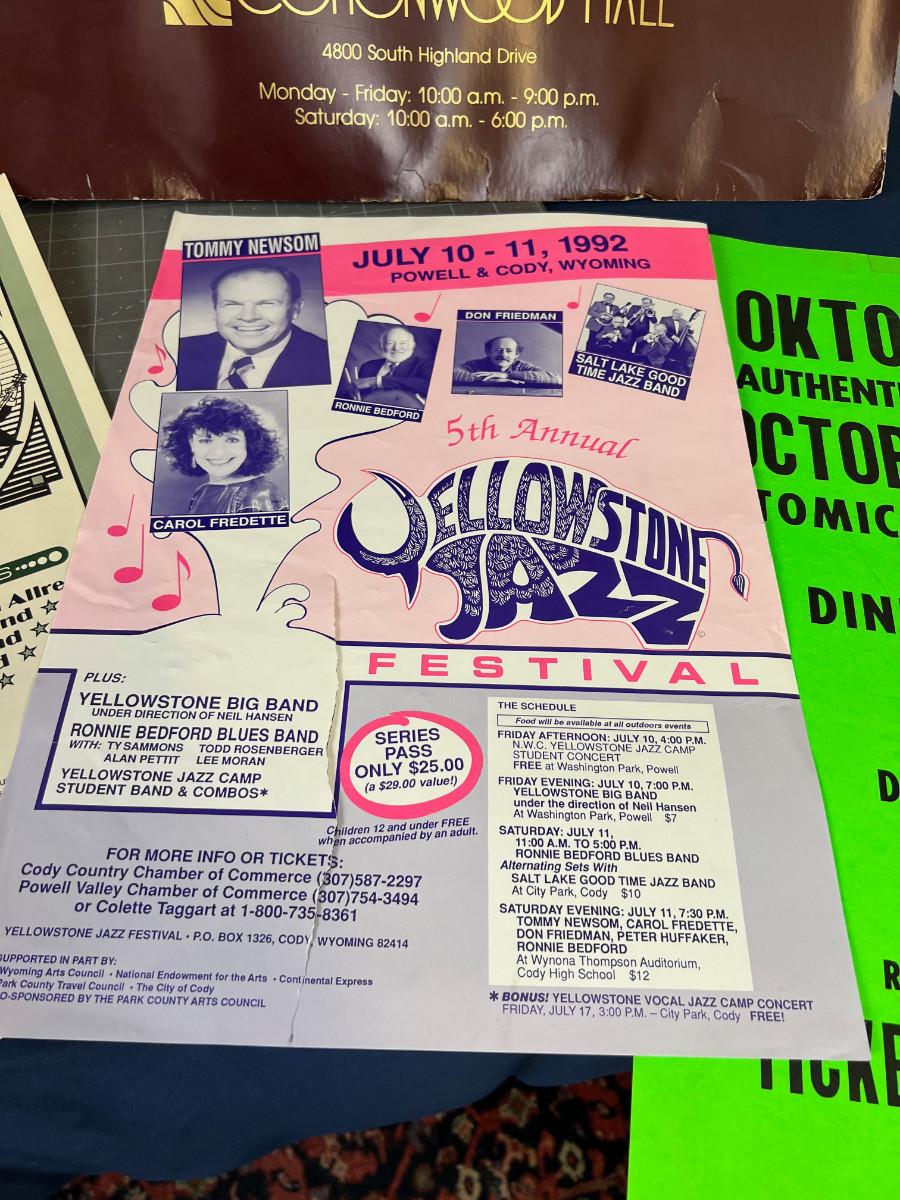 COTTONWOOD HALL
4800 South Highland Drive
Monday - Friday: 10:00 a.m. - 9:00 p.m.
Saturday: 10:00 a.m. - 6:00 p.m.
TOMMY NEWSOM
JULY 10 - 11, 1992
POWELL & CODY, WYOMING
RONNIE BEDFORD
DON FRIEDMAN
SALT LAKE GOOD
TIME JAZZ BAND
CAROL FREDETTE
5th Annual
YELLOWSTONE
JAZZ
©
FESTIVAL
PLUS:
YELLOWSTONE BIG BAND
UNDER DIRECTION OF NEIL HANSEN
RONNIE BEDFORD BLUES BAND
WITH: TY SAMMONS TODD ROSENBERGER
ALAN PETTIT LEE MORAN
YELLOWSTONE JAZZ CAMP
STUDENT BAND & COMBOS*
SERIES
PASS
ONLY $25.00
(a $29.00 value!)
Children 12 and under FREE
when accompanied by an adult.
FOR MORE INFO OR TICKETS:
Cody Country Chamber of Commerce (307)587-2297
Powell Valley Chamber of Commerce (307)754-3494
or Colette Taggart at 1-800-735-8361
YELLOWSTONE JAZZ FESTIVAL • P.O. BOX 1326, CODY, WYOMING 82414
SUPPORTED IN PART BY:
Wyoming Arts Council • National Endowment for the Arts • Continental Express
Park County Travel Council • The City of Cody
CO-SPONSORED BY THE PARK COUNTY ARTS COUNCIL
THE SCHEDULE
Food will be available at all outdoors events
FRIDAY AFTERNOON: JULY 10, 4:00 P.M.
N.W.C. YELLOWSTONE JAZZ CAMP
STUDENT CONCERT
FREE at Washington Park, Powell
FRIDAY EVENING: JULY 10, 7:00 P.M.
YELLOWSTONE BIG BAND
under the direction of Neil Hansen
At Washington Park, Powell $7
SATURDAY: JULY 11,
11:00 A.M. TO 5:00 P.M.
RONNIE BEDFORD BLUES BAND
Alternating Sets With
SALT LAKE GOOD TIME JAZZ BAND
At City Park, Cody $10
SATURDAY EVENING: JULY 11, 7:30 P.M.
TOMMY NEWSOM, CAROL FREDETTE,
DON FRIEDMAN, PETER HUFFAKER,
RONNIE BEDFORD
At Wynona Thompson Auditorium,
Cody High School $12
* BONUS! YELLOWSTONE VOCAL JAZZ CAMP CONCERT
FRIDAY, JULY 17, 3:00 P.M. – City Park, Cody FREE!
OKTO
AUTHENT
OCTOB
TOMIC
DIN
D
R
TICKE
S
Allre
nd
d